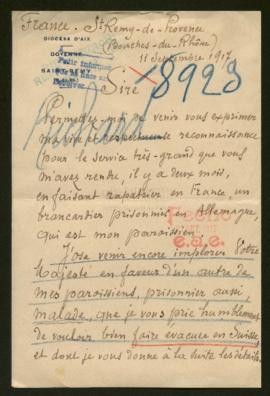 France. St Remy-de-Provence
DIOCÈSE D'AIX
(Bouches-du-Rhône)
DOYENNÉ
11 Septembre 1917
SAINT-REMY
8923
Sire
Permettez-moi de venir vous exprimer
ma vive et respectueuse reconnaissance
pour le service très-grand que vous
m'avez rendu, il y a deux mois,
en faisant rapatrier en France, un
brancardier prisonnier en Allemagne,
qui est mon paroissien.
J'ose venir encore implorer Votre
Majesté en faveur d'un autre de
mes paroissiens, prisonnier aussi,
malade, que je vous prie humblement
de vouloir bien faire évacuer en Suisse
et dont je vous donne à la suite les détails.